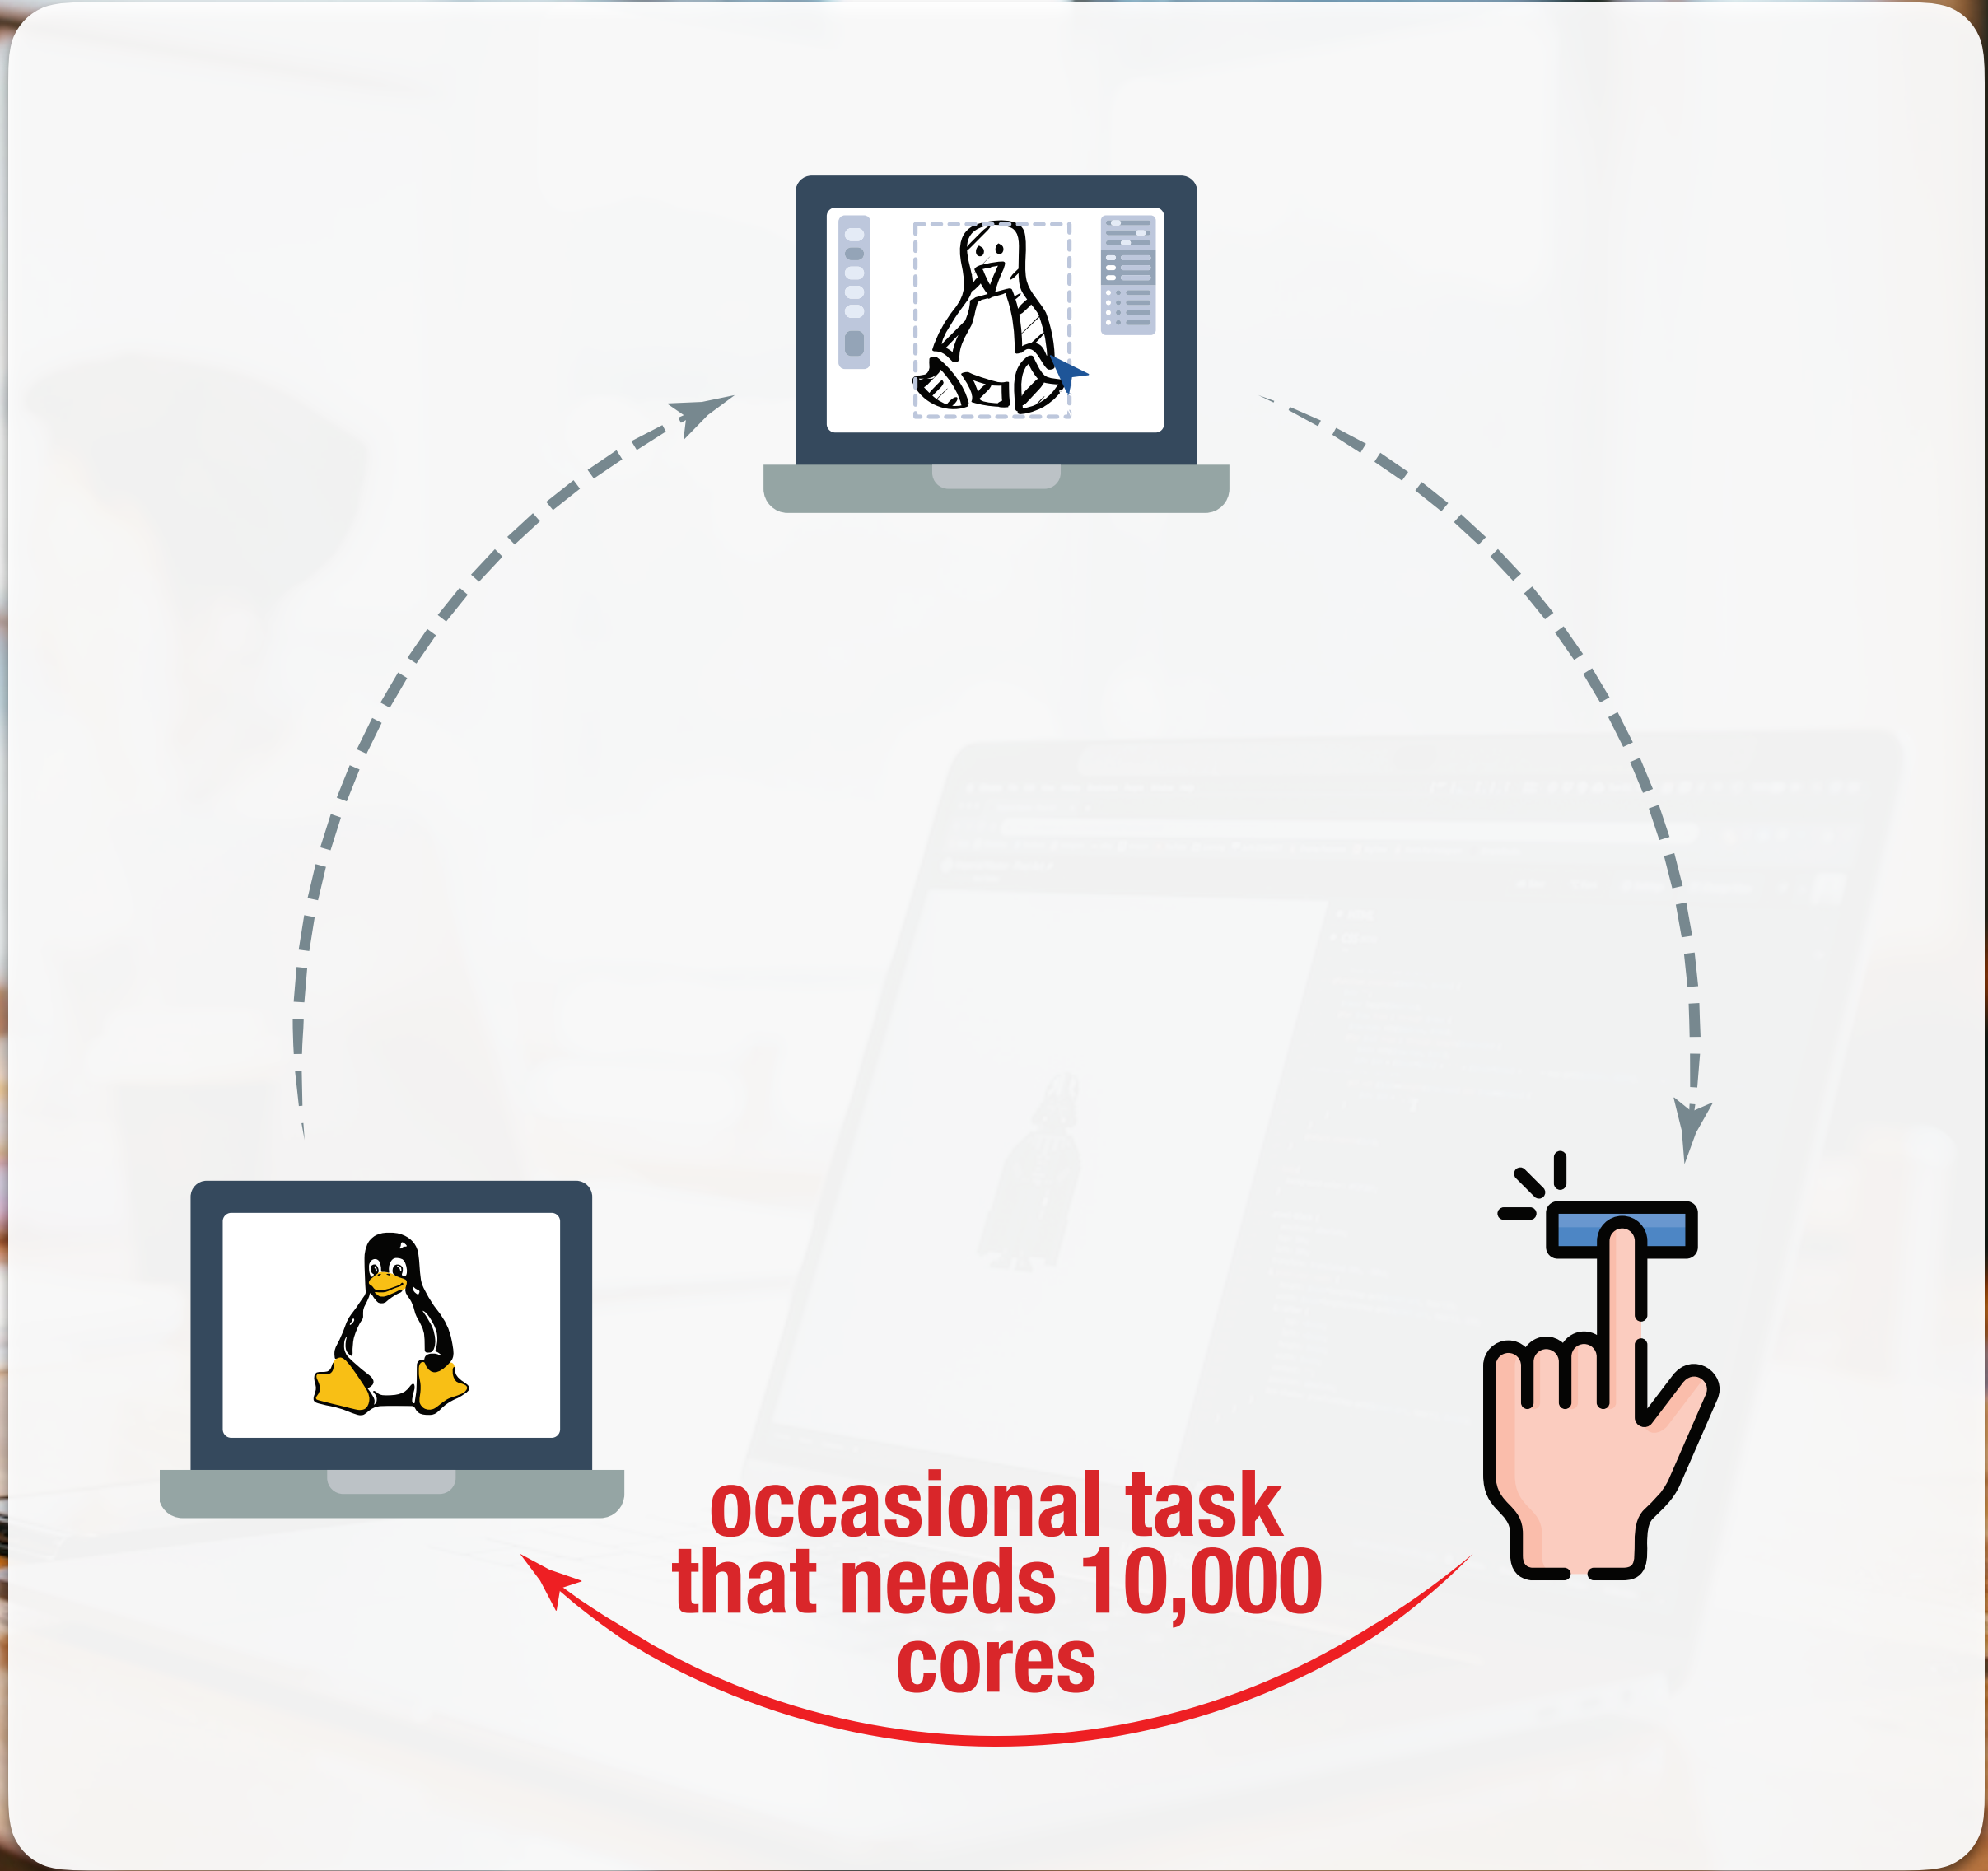 occasional task
that needs 10,000
cores